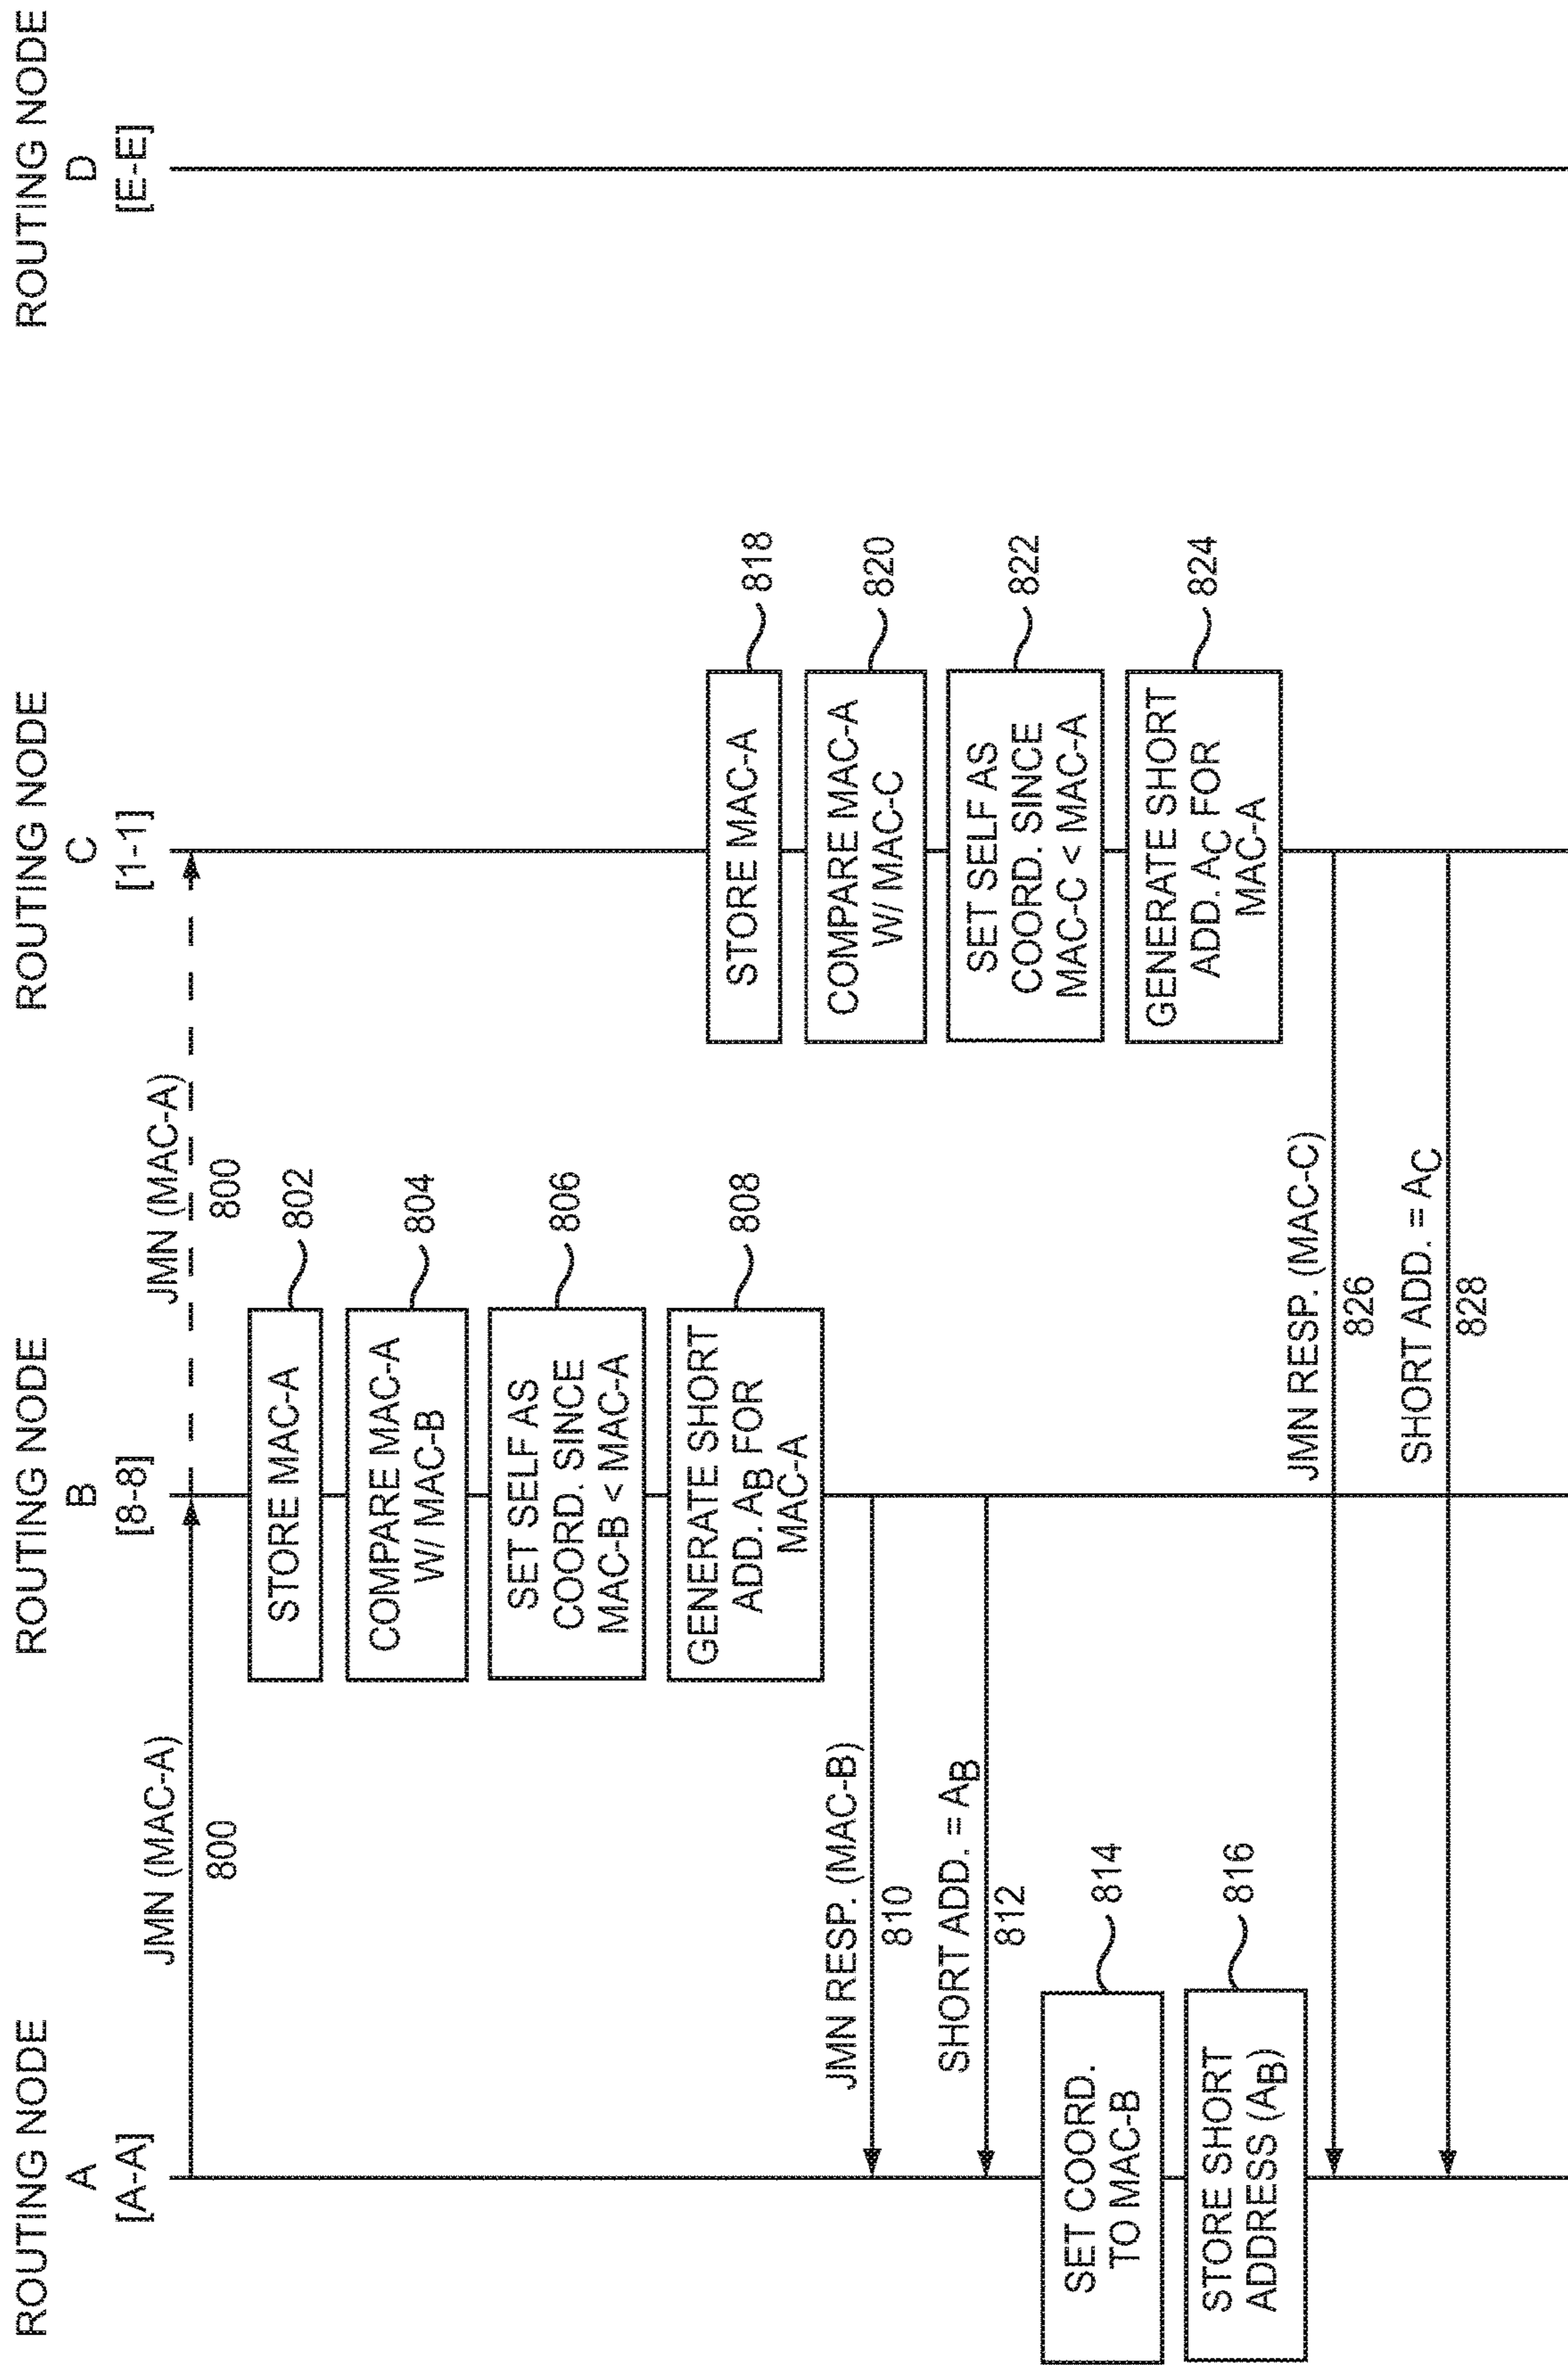 ROUTING NODE
A
[A-A]
ROUTING NODE
B
[8-8]
ROUTING NODE
C
[1-1]
ROUTING NODE
D
[E-E]
JMN (MAC-A)
800
JMN (MAC-A)
800
STORE MAC-A
802
COMPARE MAC-A
W/ MAC-B
804
SET SELF AS
COORD. SINCE
MAC-B < MAC-A
806
GENERATE SHORT
ADD. AB FOR
MAC-A
808
JMN RESP. (MAC-B)
810
SHORT ADD. = AB
812
SET COORD.
TO MAC-B
814
STORE SHORT
ADDRESS (AB)
816
STORE MAC-A
818
COMPARE MAC-A
W/ MAC-C
820
SET SELF AS
COORD. SINCE
MAC-C < MAC-A
822
GENERATE SHORT
ADD. AC FOR
MAC-A
824
JMN RESP. (MAC-C)
826
SHORT ADD. = AC
828